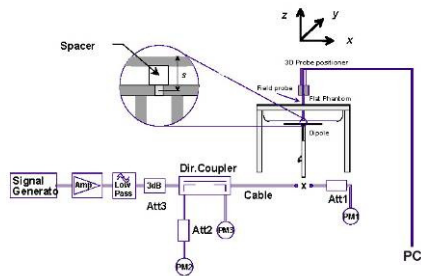 z
y
x
Spacer
s
3D Probe positioner
Field probe
Flat Phantom
Dipole
Signal
Generato
Amp
Low
Pass
3dB
Att3
Dir.Coupler
Cable
x
Att1
PM1
Att2
PM3
PM2
PC